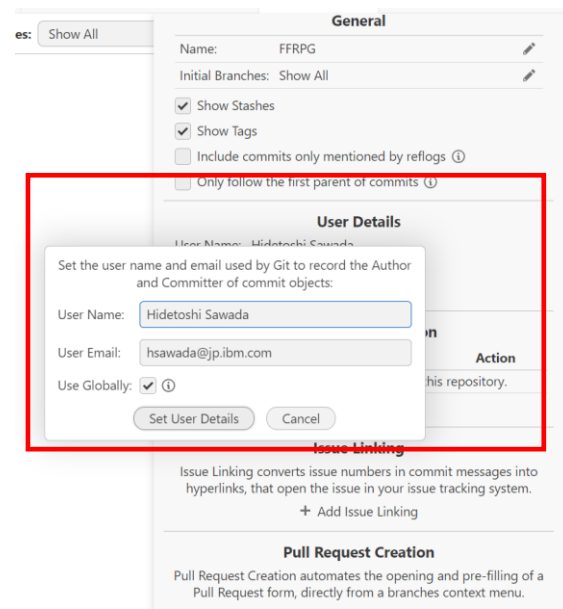 es: Show All
General
Name: FFRPG
Initial Branches: Show All
Show Stashes
Show Tags
Include commits only mentioned by reflogs
Only follow the first parent of commits
User Details
User Name: Hidetoshi Sawada
Set the user name and email used by Git to record the Author
and Committer of commit objects:
User Name: Hidetoshi Sawada
User Email: hsawada@jp.ibm.com
Use Globally:
Set User Details Cancel
on
Action
this repository.
Issue Linking
Issue Linking converts issue numbers in commit messages into
hyperlinks, that open the issue in your issue tracking system.
+ Add Issue Linking
Pull Request Creation
Pull Request Creation automates the opening and pre-filling of a
Pull Request form, directly from a branches context menu.